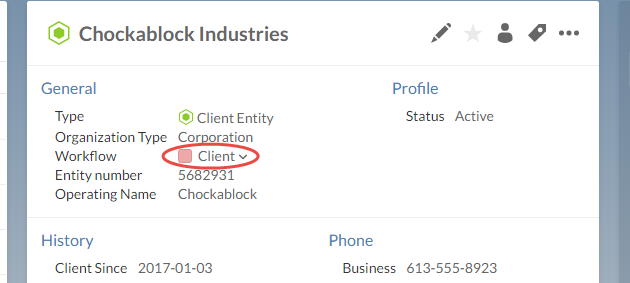 Chockablock Industries
General
Type Client Entity
Organization Type Corporation
Workflow Client
Entity number 5682931
Operating Name Chockablock
Profile
Status Active
History
Client Since 2017-01-03
Phone
Business 613-555-8923